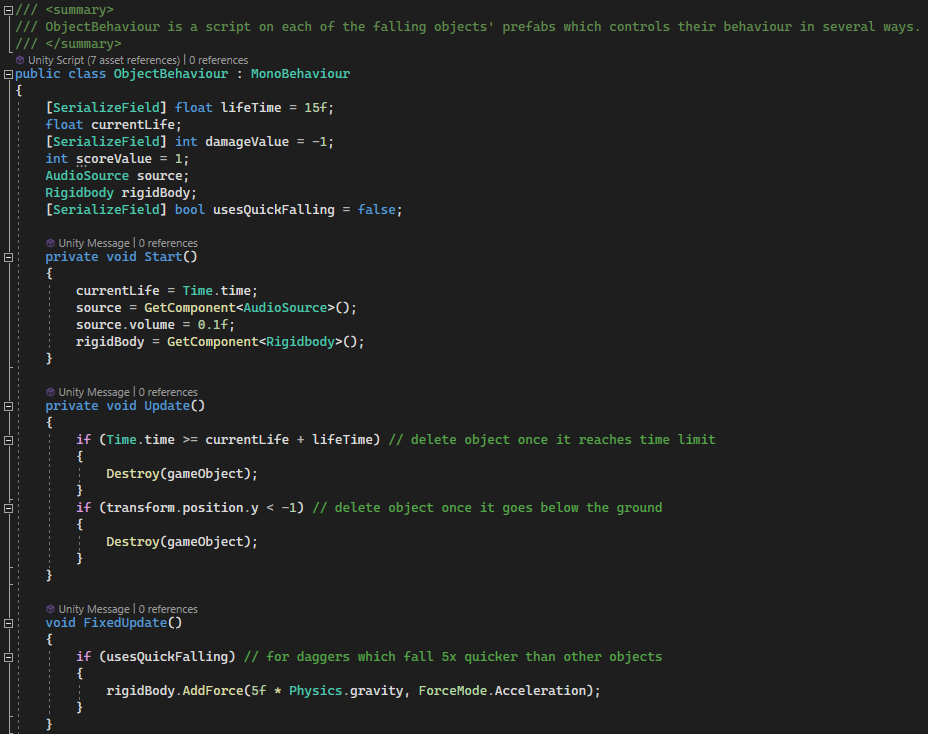 /// <summary>
/// ObjectBehaviour is a script on each of the falling objects' prefabs which controls their behaviour in several ways.
/// </summary>
Unity Script (7 asset references) | 0 references
public class ObjectBehaviour : MonoBehaviour
{
[SerializeField] float lifeTime = 15f;
float currentLife;
[SerializeField] int damageValue = -1;
int scoreValue = 1;
AudioSource source;
Rigidbody rigidBody;
[SerializeField] bool usesQuickFalling = false;
Unity Message | 0 references
private void Start()
{
currentLife = Time.time;
source = GetComponent<AudioSource>();
source.volume = 0.1f;
rigidBody = GetComponent<Rigidbody>();
}
Unity Message | 0 references
private void Update()
{
if (Time.time >= currentLife + lifeTime) // delete object once it reaches time limit
{
Destroy(gameObject);
}
if (transform.position.y < -1) // delete object once it goes below the ground
{
Destroy(gameObject);
}
}
Unity Message | 0 references
void FixedUpdate()
{
if (usesQuickFalling) // for daggers which fall 5x quicker than other objects
{
rigidBody.AddForce(5f * Physics.gravity, ForceMode.Acceleration);
}
}